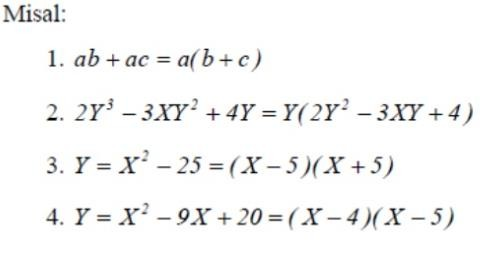 Misal:
1. ab + ac = a(b + c)
2. 2Y³ – 3XY² + 4Y = Y(2Y² – 3XY + 4)
3. Y = X² – 25 = (X – 5)(X + 5)
4. Y = X² – 9X + 20 = (X – 4)(X – 5)